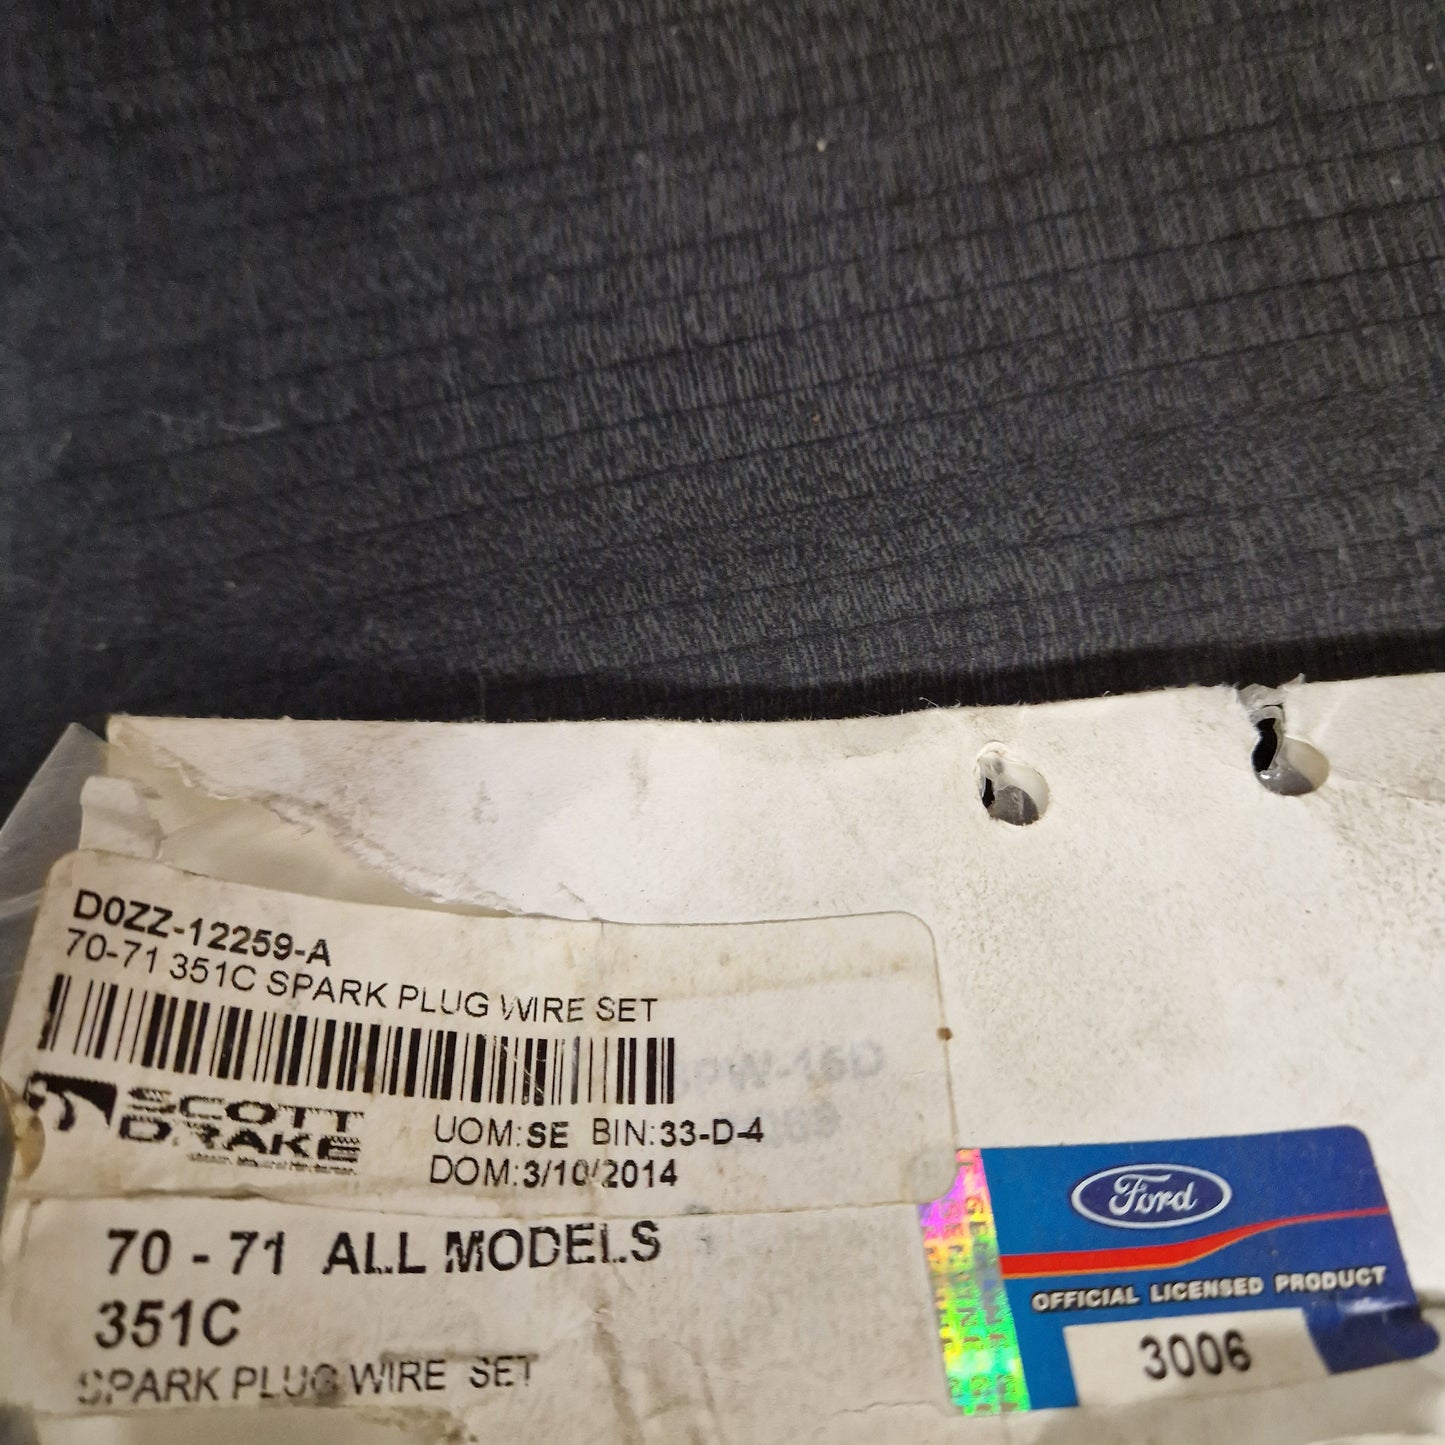 D0ZZ-12259-A
70-71 351C SPARK PLUG WIRE SET
SCOTT
DRAKE
UOM:SE BIN:33-D-4
DOM:3/10/2014
70 - 71 ALL MODELS
351C
SPARK PLUG WIRE SET
Ford
OFFICIAL LICENSED PRODUCT
3006